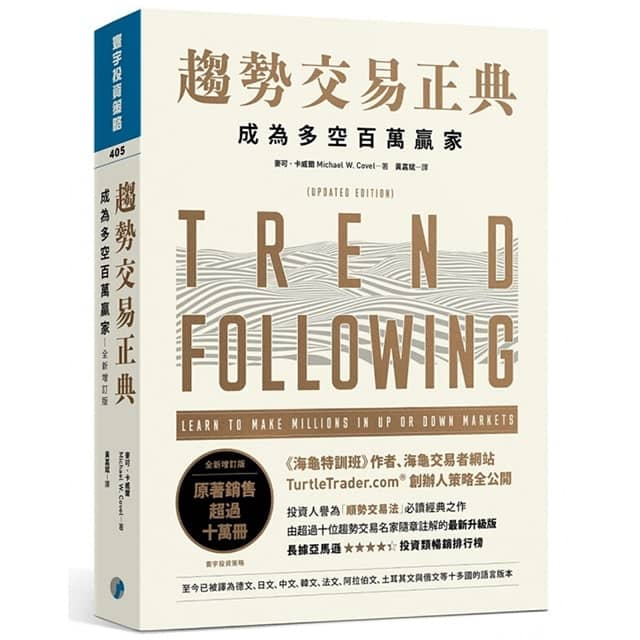 趨勢交易正典
成為多空百萬贏家
麥可・卡威爾 Michael W. Covel—著 黃嘉斌—譯
(UPDATED EDITION)
TREND
FOLLOWING
LEARN TO MAKE MILLIONS IN UP OR DOWN MARKETS
全新增訂版
原著銷售
超過
十萬冊
寰宇投資策略
《海龜特訓班》作者、海龜交易者網站
TurtleTrader.com® 創辦人策略全公開
投資人譽為「順勢交易法」必讀經典之作
由超過十位趨勢交易名家隨章註解的最新升級版
長據亞馬遜★★★★☆投資類暢銷排行榜
至今已被譯為德文、日文、中文、韓文、法文、阿拉伯文、土耳其文與俄文等十多國的語言版本
寰宇投資策略
405
趨勢交易正典
成為多空百萬贏家—全新增訂版
麥可・卡威爾
Michael W. Covel—著
黃嘉斌—譯